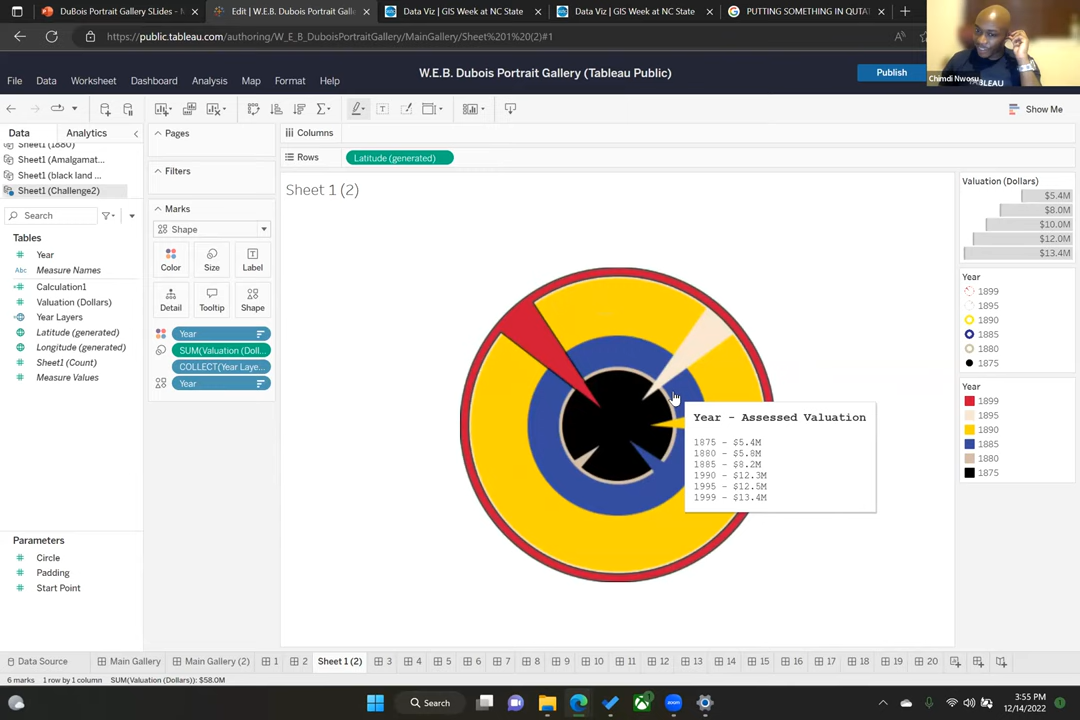 DuBois Portrait Gallery SLides -
Edit | W.E.B. Dubois Portrait Galle
Data Viz | GIS Week at NC State
Data Viz | GIS Week at NC State
PUTTING SOMETHING IN QUTAT
https://public.tableau.com/authoring/W_E_B_DuboisPortraitGallery/MainGallery/Sheet%201%20(2)#1
Chimdi Nwosu
TABLEAU
File
Data
Worksheet
Dashboard
Analysis
Map
Format
Help
W.E.B. Dubois Portrait Gallery (Tableau Public)
Publish
Show Me
Data
Analytics
Sheet1 (1880)
Sheet1 (Amalgamat...
Sheet1 (black land ...
Sheet1 (Challenge2)
Search
Tables
Year
Abc Measure Names
Calculation1
Valuation (Dollars)
Year Layers
Latitude (generated)
Longitude (generated)
Sheet1 (Count)
Measure Values
Parameters
Circle
Padding
Start Point
Pages
Filters
Marks
Shape
Color
Size
Label
Detail
Tooltip
Shape
Year
SUM(Valuation (Doll...
COLLECT(Year Laye...
Year
Columns
Rows
Latitude (generated)
Sheet 1 (2)
Year - Assessed Valuation
1875 - $5.4M
1880 - $5.8M
1885 - $8.2M
1990 - $12.3M
1995 - $12.5M
1999 - $13.4M
Valuation (Dollars)
$5.4M
$8.0M
$10.0M
$12.0M
$13.4M
Year
1899
1895
1890
1885
1880
1875
Year
1899
1895
1890
1885
1880
1875
Data Source
Main Gallery
Main Gallery (2)
1
2
Sheet 1 (2)
3
4
5
6
7
8
9
10
11
12
13
14
15
16
17
18
19
20
6 marks
1 row by 1 column
SUM(Valuation (Dollars)): $58.0M
Search
3:55 PM
12/14/2022